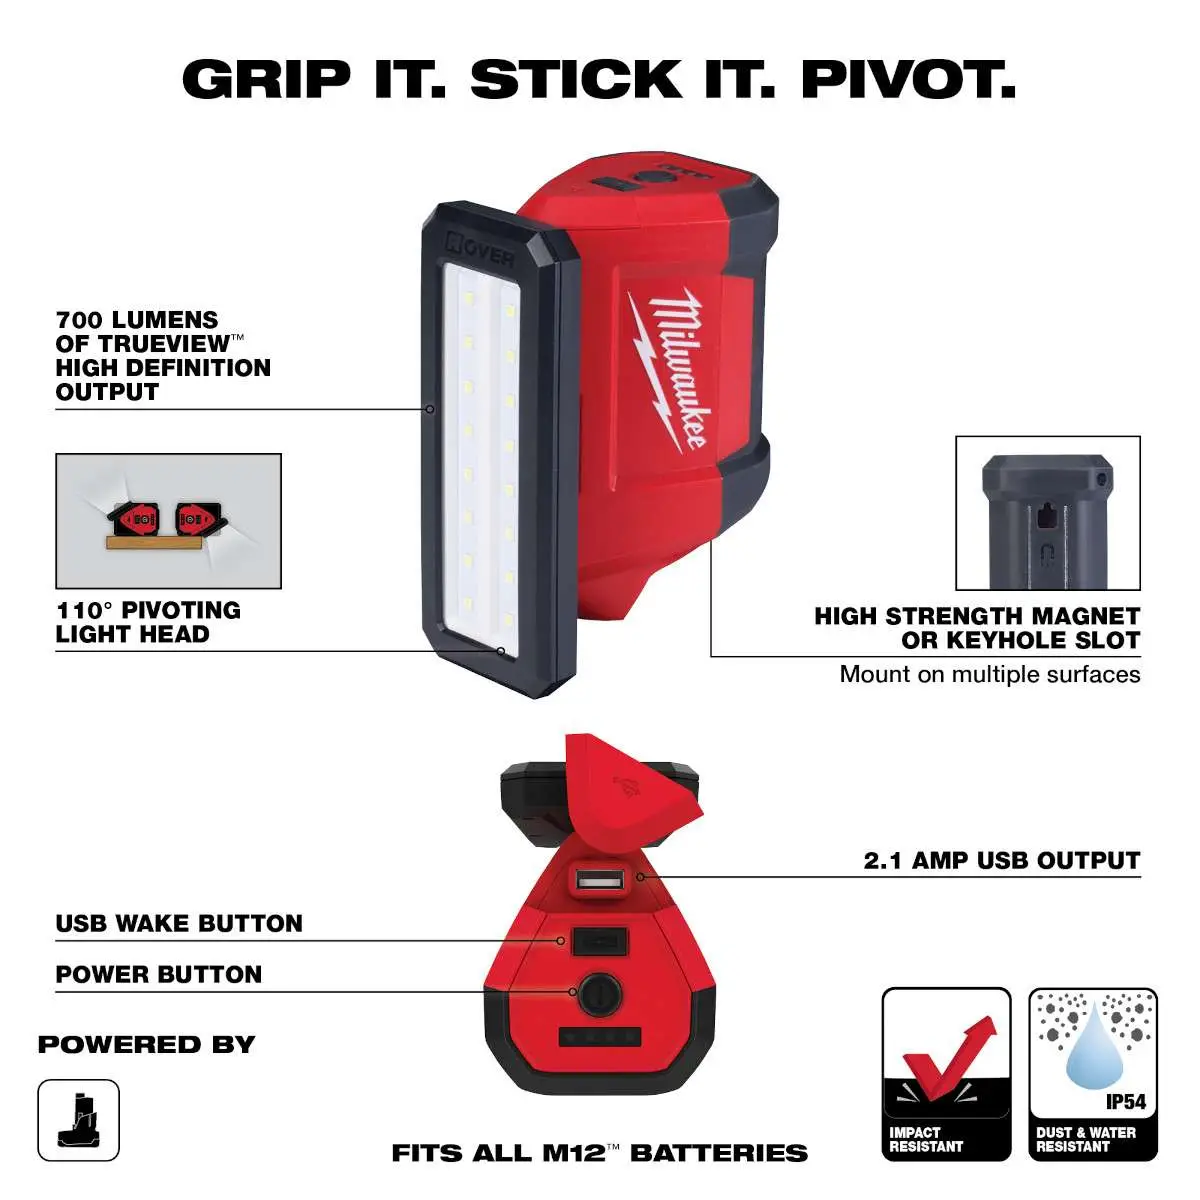 GRIP IT. STICK IT. PIVOT.
ROVER
Milwaukee
700 LUMENS
OF TRUEVIEW™
HIGH DEFINITION
OUTPUT
110° PIVOTING
LIGHT HEAD
HIGH STRENGTH MAGNET
OR KEYHOLE SLOT
Mount on multiple surfaces
2.1 AMP USB OUTPUT
USB WAKE BUTTON
POWER BUTTON
POWERED BY
FITS ALL M12™ BATTERIES
IMPACT
RESISTANT
IP54
DUST & WATER
RESISTANT